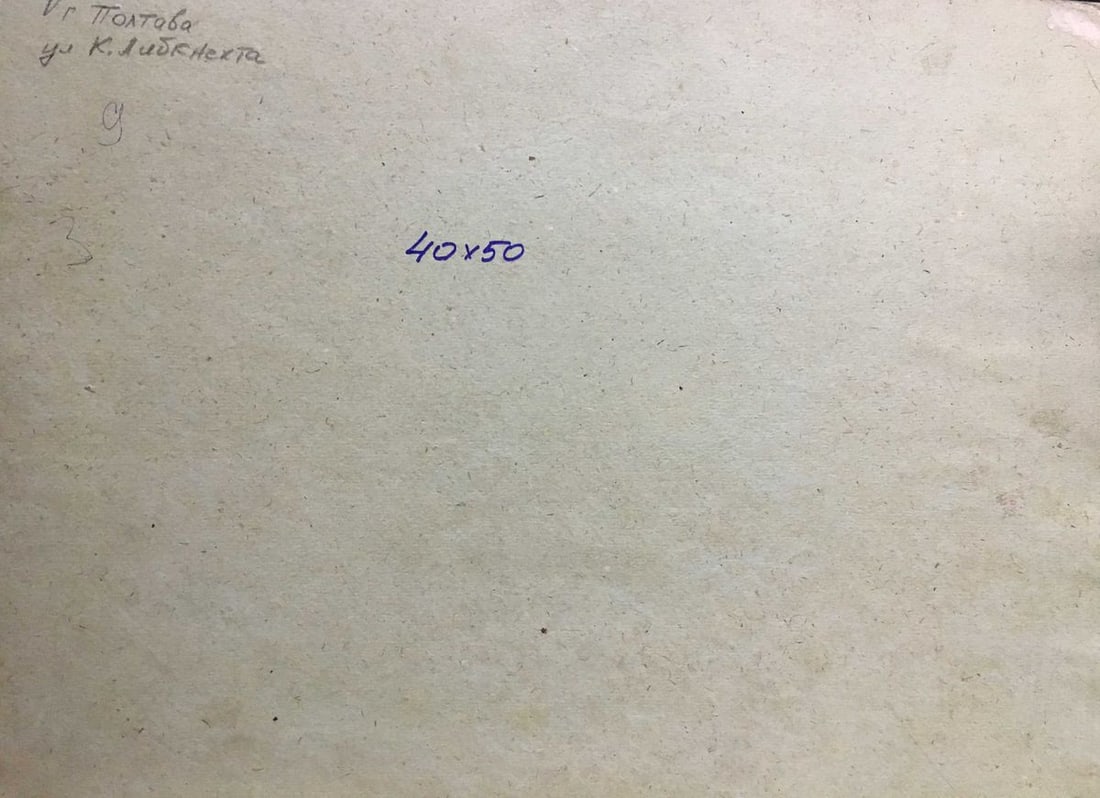 г Полтава
ул К. Либкнехта
9
3
40x50